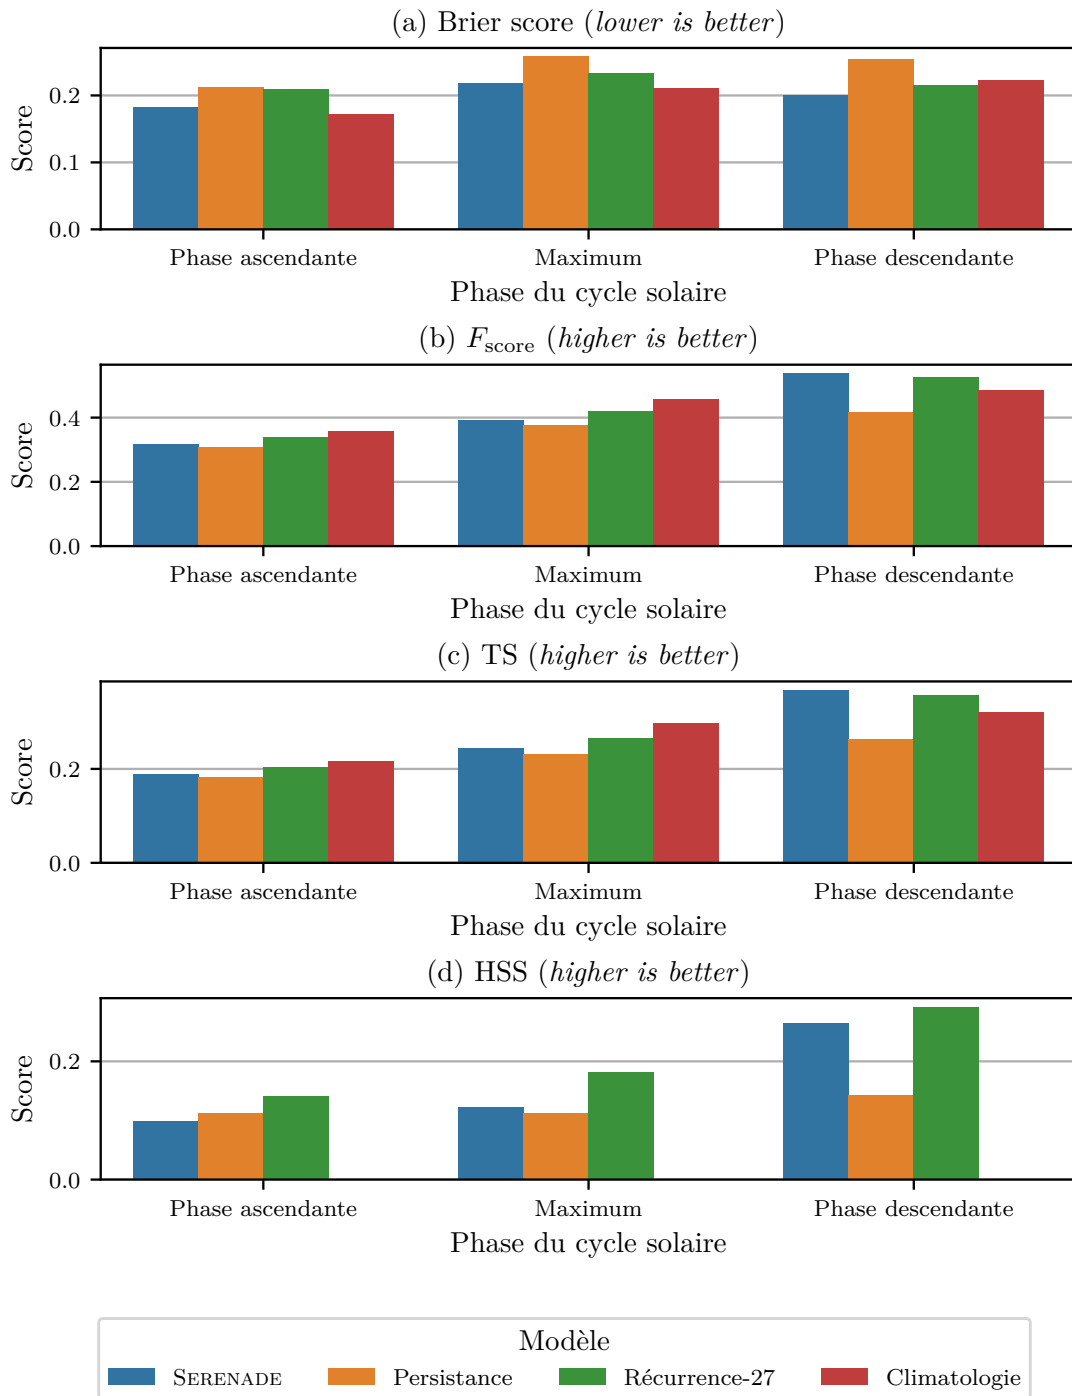 (a) Brier score (lower is better)
Score
0.2
0.1
0.0
Phase ascendante Maximum Phase descendante
Phase du cycle solaire
(b) Fscore (higher is better)
Score
0.4
0.2
0.0
Phase ascendante Maximum Phase descendante
Phase du cycle solaire
(c) TS (higher is better)
Score
0.2
0.0
Phase ascendante Maximum Phase descendante
Phase du cycle solaire
(d) HSS (higher is better)
Score
0.2
0.0
Phase ascendante Maximum Phase descendante
Phase du cycle solaire
Modèle
SERENADE Persistance Récurrence-27 Climatologie